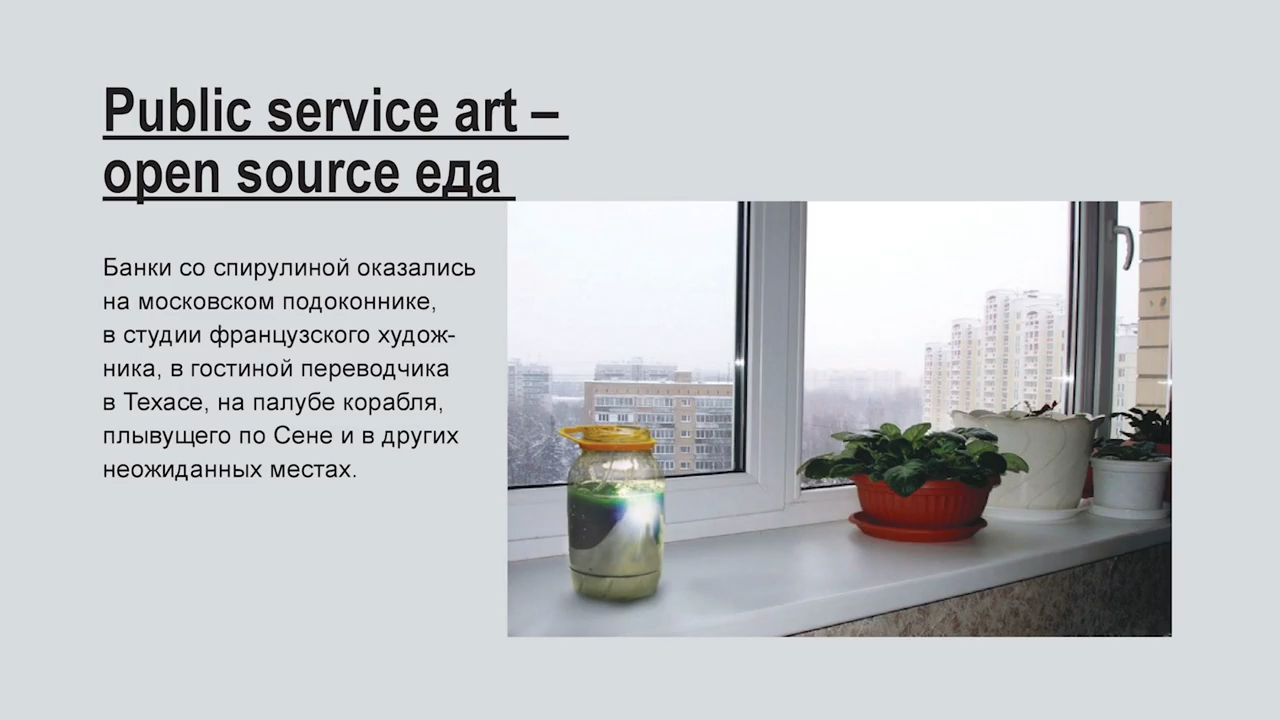 Public service art –
open source еда
Банки со спирулиной оказались
на московском подоконнике,
в студии французского худож-
ника, в гостиной переводчика
в Техасе, на палубе корабля,
плывущего по Сене и в других
неожиданных местах.